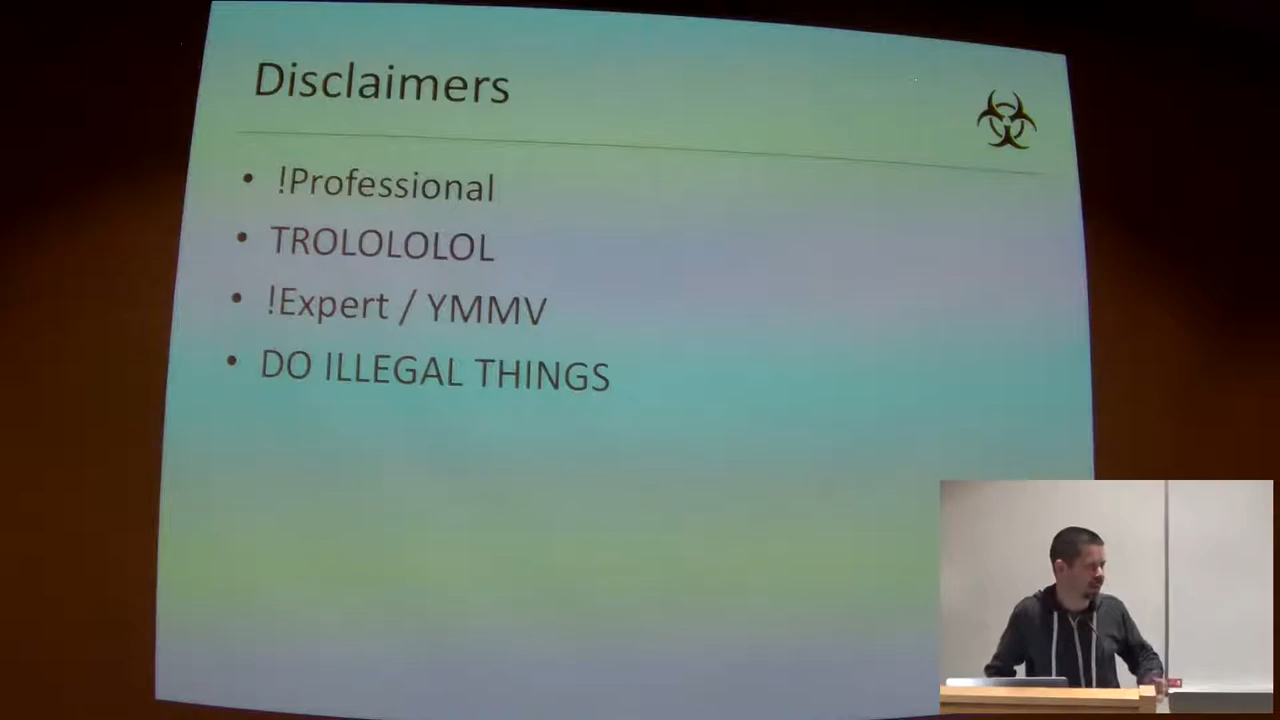 Disclaimers
• !Professional
• TROLOLOLOL
• !Expert / YMMV
• DO ILLEGAL THINGS